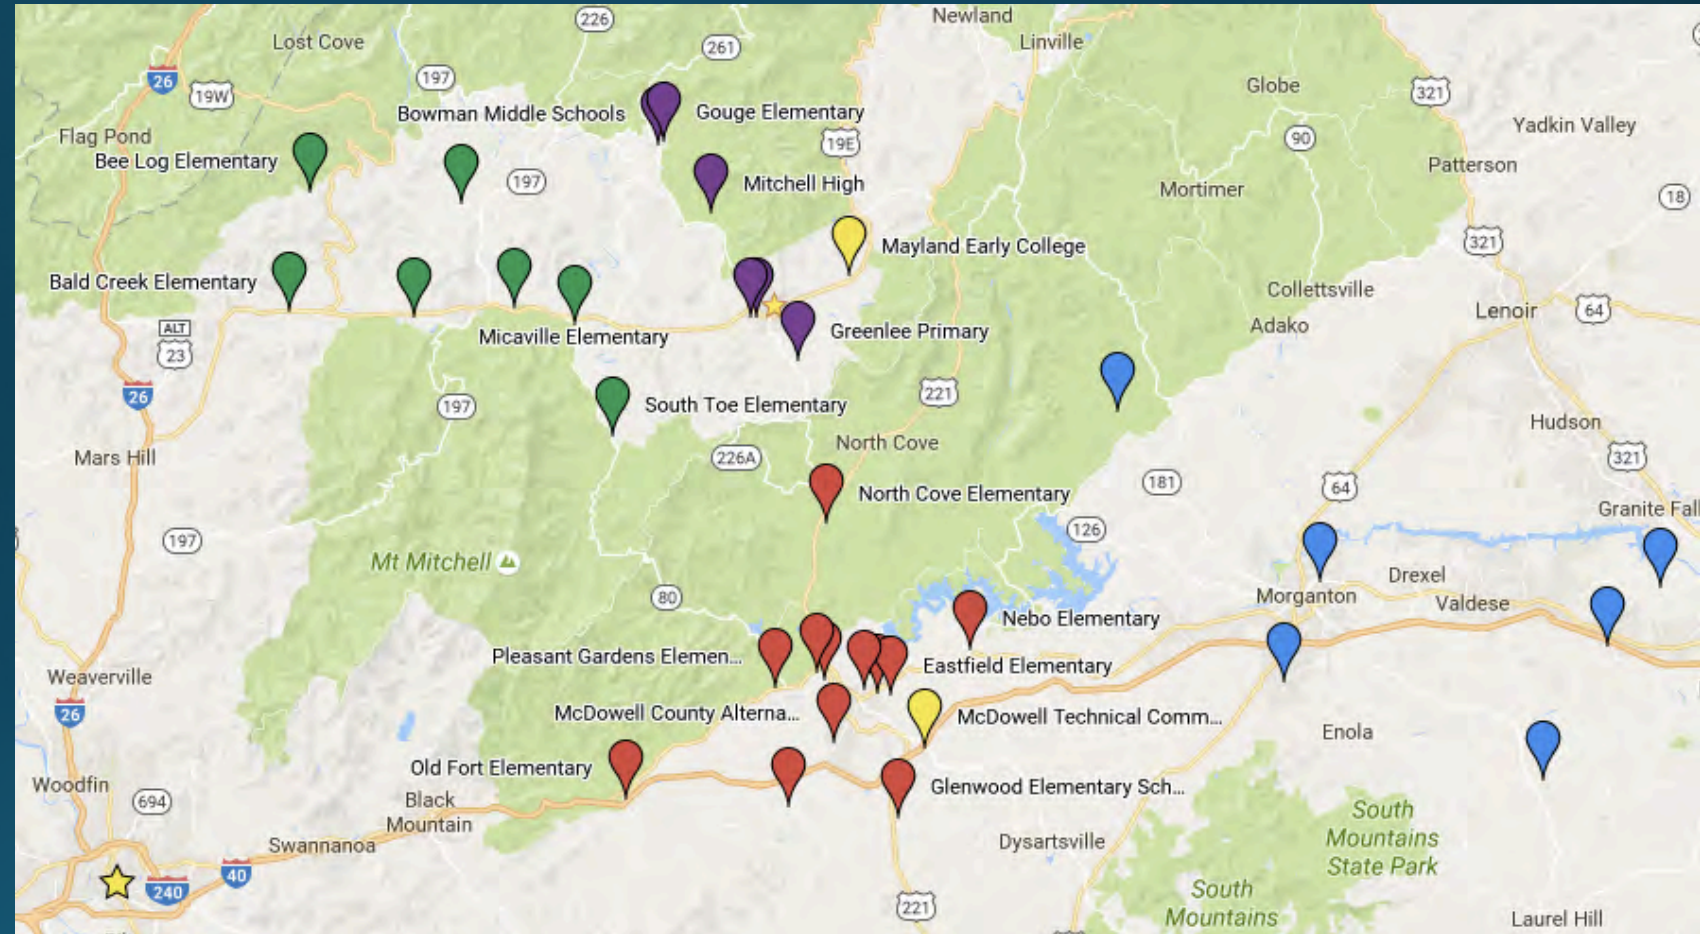 Newland
226
Lost Cove
Linville
261
26
197
Globe
321
19W
Bowman Middle Schools
Gouge Elementary
Yadkin Valley
Flag Pond
19E
90
Bee Log Elementary
Patterson
197
Mitchell High
Mortimer
18
Mayland Early College
321
Bald Creek Elementary
Collettsville
Lenoir
64
ALT
23
Micaville Elementary
Greenlee Primary
Adako
26
197
South Toe Elementary
221
Hudson
North Cove
Mars Hill
226A
321
181
64
North Cove Elementary
Granite Fall
126
197
Mt Mitchell
Drexel
80
Morganton
Valdese
Nebo Elementary
Pleasant Gardens Elemen...
Eastfield Elementary
Weaverville
26
McDowell County Alterna...
McDowell Technical Comm...
Enola
Old Fort Elementary
Woodfin
Glenwood Elementary Sch...
694
Black
Mountain
South
Mountains
State Park
Swannanoa
Dysartsville
40
240
South
Mountains
221
Laurel Hill